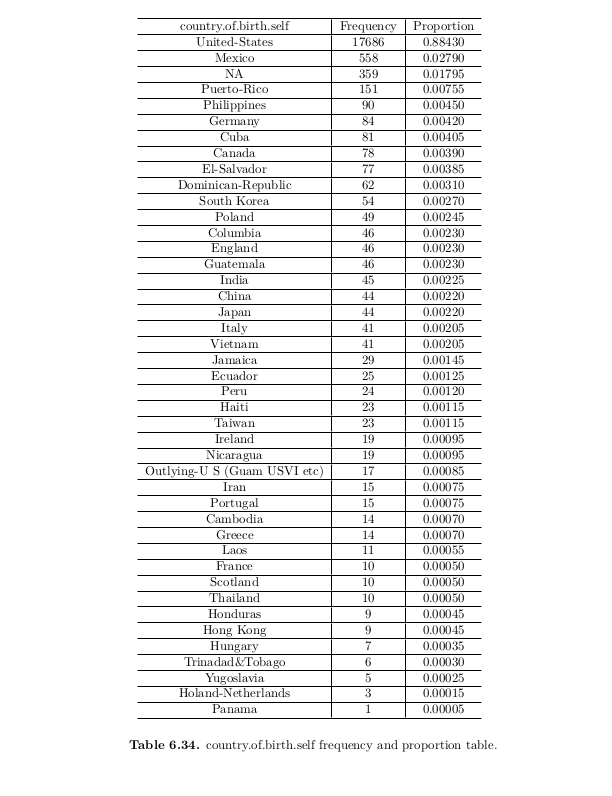 country.of.birth.self Frequency Proportion
United-States 17686 0.88430
Mexico 558 0.02790
NA 359 0.01795
Puerto-Rico 151 0.00755
Philippines 90 0.00450
Germany 84 0.00420
Cuba 81 0.00405
Canada 78 0.00390
El-Salvador 77 0.00385
Dominican-Republic 62 0.00310
South Korea 54 0.00270
Poland 49 0.00245
Columbia 46 0.00230
England 46 0.00230
Guatemala 46 0.00230
India 45 0.00225
China 44 0.00220
Japan 44 0.00220
Italy 41 0.00205
Vietnam 41 0.00205
Jamaica 29 0.00145
Ecuador 25 0.00125
Peru 24 0.00120
Haiti 23 0.00115
Taiwan 23 0.00115
Ireland 19 0.00095
Nicaragua 19 0.00095
Outlying-U S (Guam USVI etc) 17 0.00085
Iran 15 0.00075
Portugal 15 0.00075
Cambodia 14 0.00070
Greece 14 0.00070
Laos 11 0.00055
France 10 0.00050
Scotland 10 0.00050
Thailand 10 0.00050
Honduras 9 0.00045
Hong Kong 9 0.00045
Hungary 7 0.00035
Trinadad&Tobago 6 0.00030
Yugoslavia 5 0.00025
Holand-Netherlands 3 0.00015
Panama 1 0.00005
Table 6.34. country.of.birth.self frequency and proportion table.